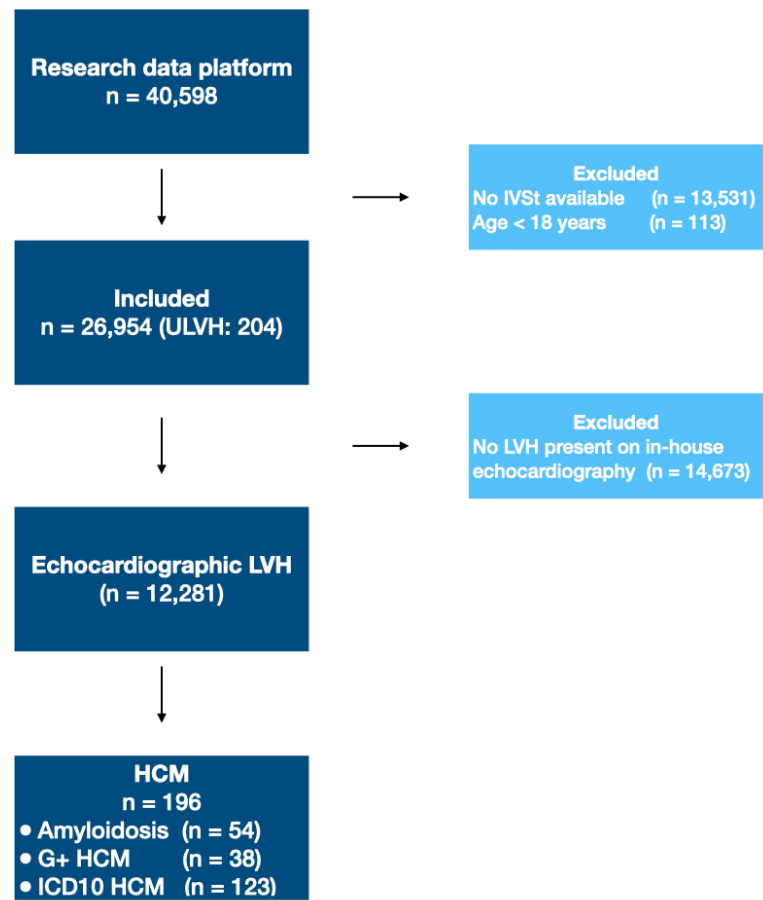 Research data platform
n = 40,598
Excluded
No IVSt available (n = 13,531)
Age < 18 years (n = 113)
Included
n = 26,954 (ULVH: 204)
Excluded
No LVH present on in-house
echocardiography (n = 14,673)
Echocardiographic LVH
(n = 12,281)
HCM
n = 196
• Amyloidosis (n = 54)
• G+ HCM (n = 38)
• ICD10 HCM (n = 123)